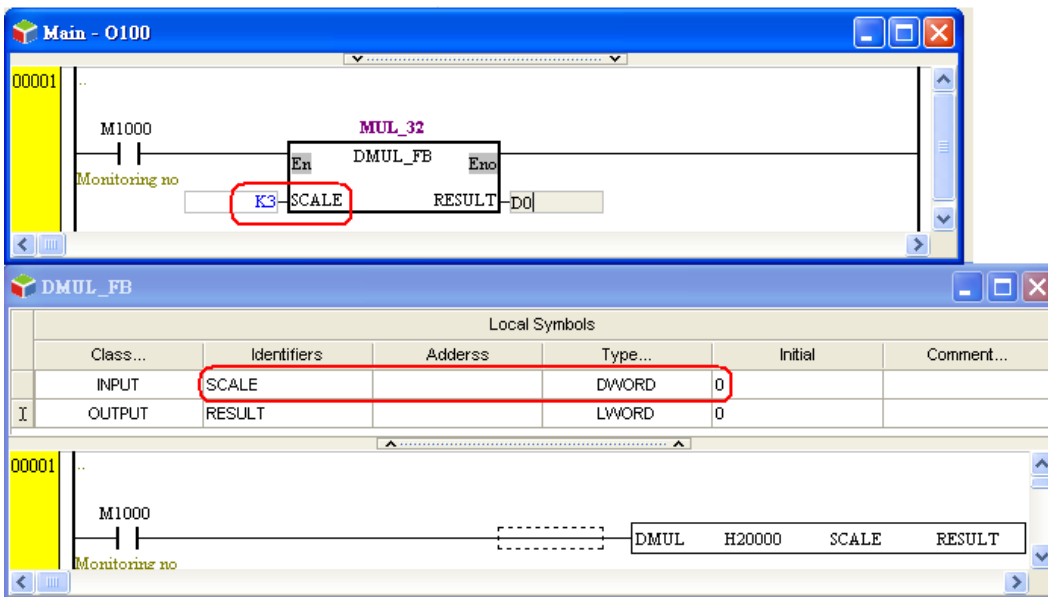 Main - O100
00001
..
M1000
MUL_32
En DMUL_FB Eno
Monitoring no
K3 SCALE RESULT D0
DMUL_FB
Local Symbols
Class... Identifiers Adderss Type... Initial Comment...
INPUT SCALE DWORD 0
I OUTPUT RESULT LWORD 0
00001
..
M1000
DMUL H20000 SCALE RESULT
Monitoring no